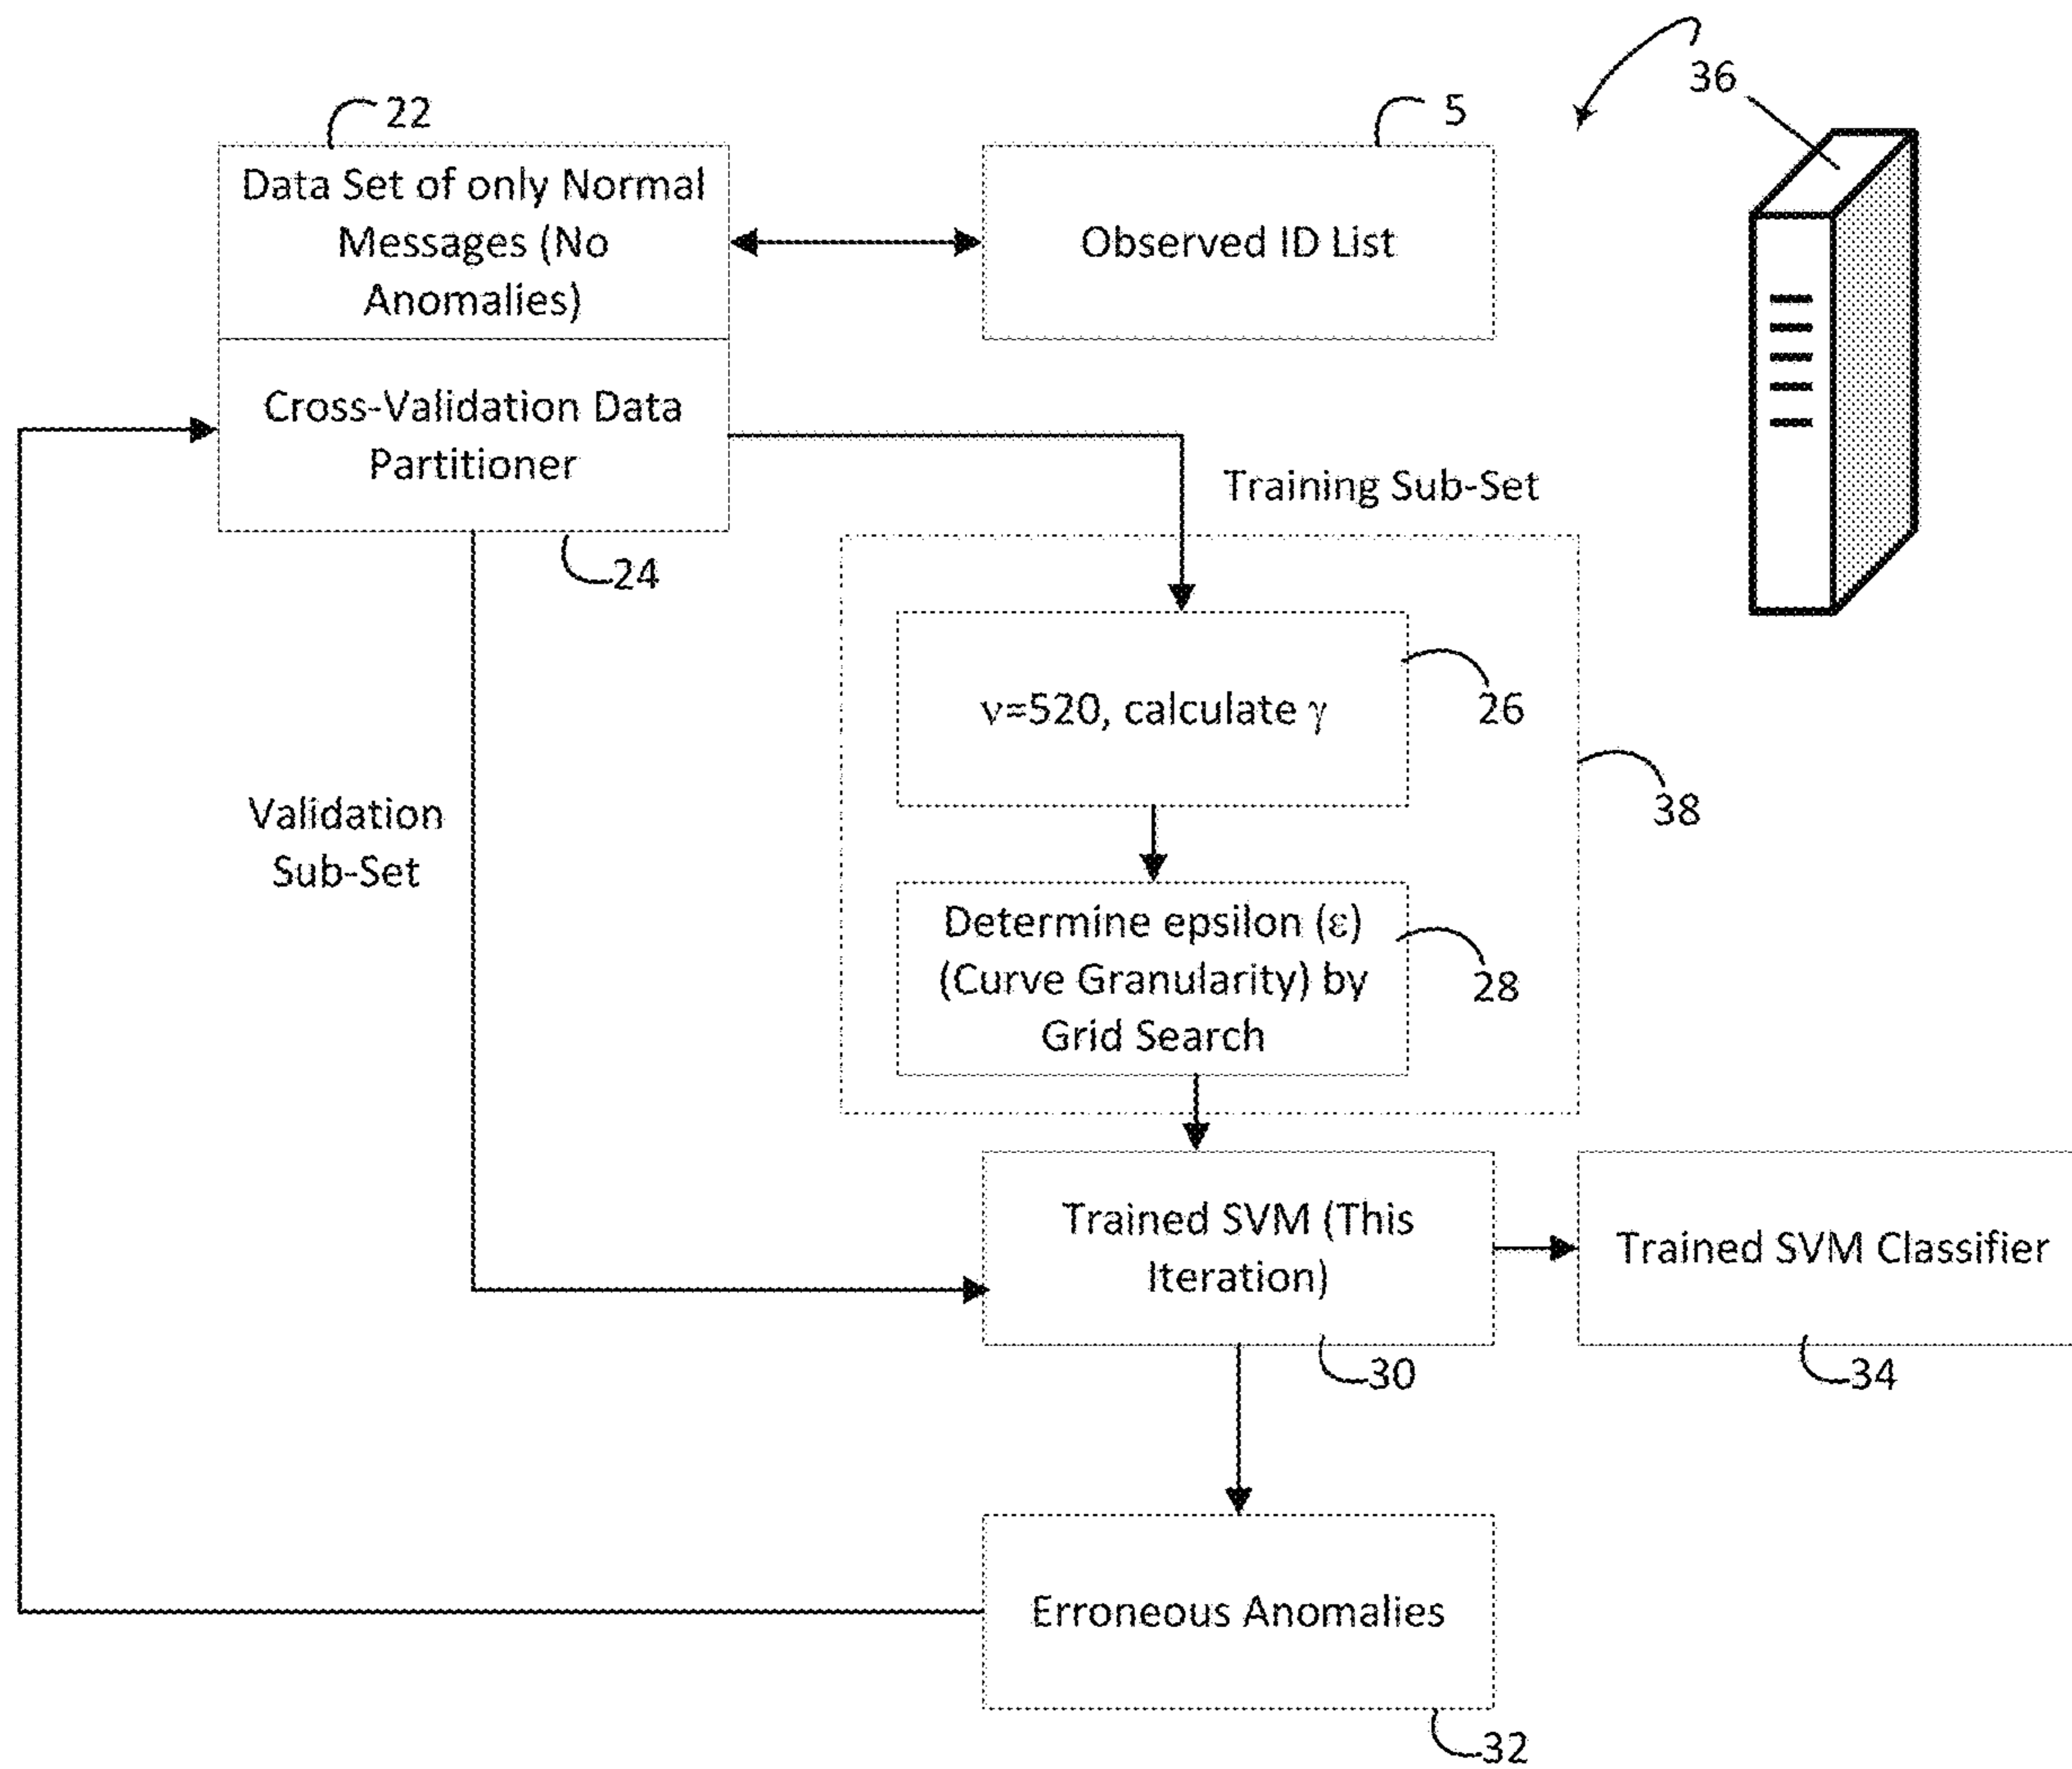 36
22
5
Data Set of only Normal
Messages (No
Anomalies)
Observed ID List
Cross-Validation Data
Partitioner
Training Sub-Set
24
ν=520, calculate γ
26
38
Validation
Sub-Set
Determine epsilon (ε)
(Curve Granularity) by
Grid Search
28
Trained SVM (This
Iteration)
Trained SVM Classifier
30
34
Erroneous Anomalies
32